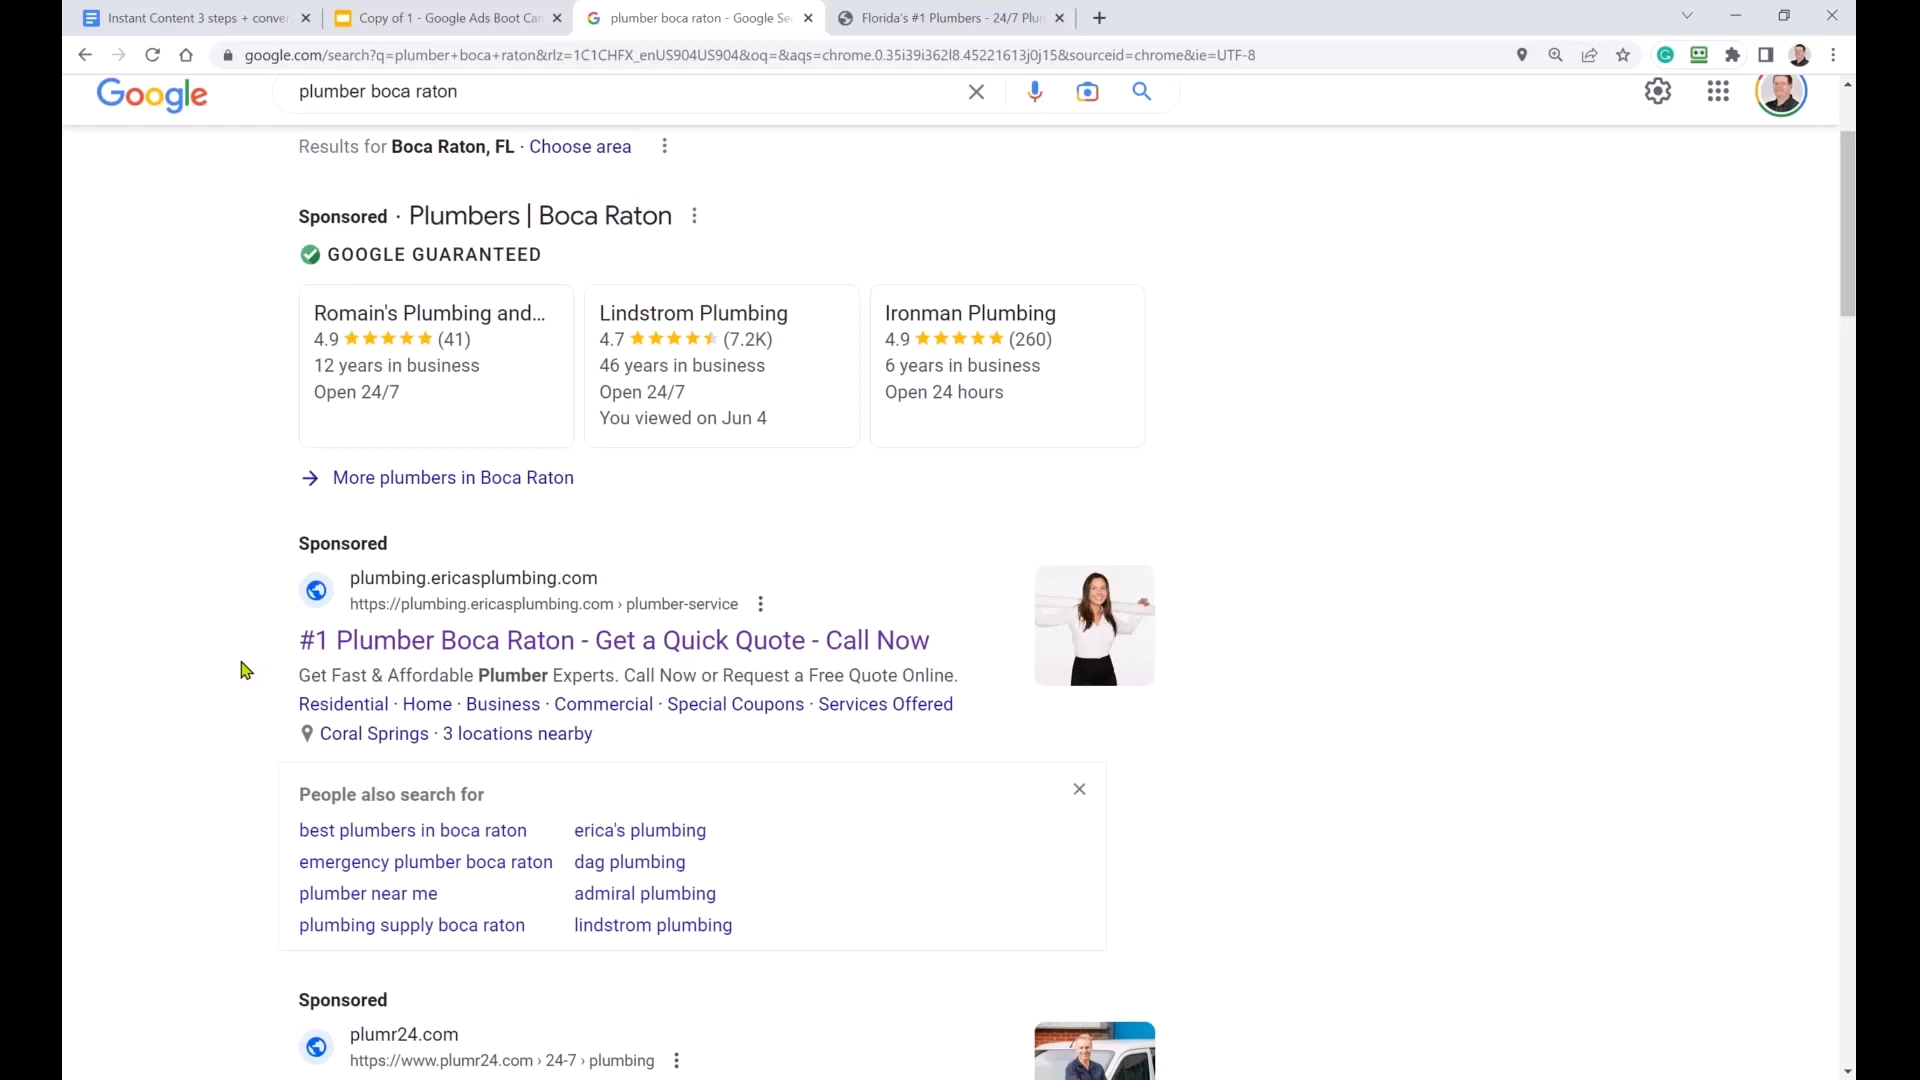 Instant Content 3 steps + conver
Copy of 1 - Google Ads Boot Can
plumber boca raton - Google Se
Florida's #1 Plumbers - 24/7 Plun
google.com/search?q=plumber+boca+raton&rlz=1C1CHFX_enUS904US904&oq=&aqs=chrome.0.35i39i362l8.45221613j0j15&sourceid=chrome&ie=UTF-8
Google
plumber boca raton
Results for Boca Raton, FL · Choose area
Sponsored · Plumbers | Boca Raton
GOOGLE GUARANTEED
Romain's Plumbing and...
4.9 (41)
12 years in business
Open 24/7
Lindstrom Plumbing
4.7 (7.2K)
46 years in business
Open 24/7
You viewed on Jun 4
Ironman Plumbing
4.9 (260)
6 years in business
Open 24 hours
More plumbers in Boca Raton
Sponsored
plumbing.ericasplumbing.com
https://plumbing.ericasplumbing.com › plumber-service
#1 Plumber Boca Raton - Get a Quick Quote - Call Now
Get Fast & Affordable Plumber Experts. Call Now or Request a Free Quote Online.
Residential · Home · Business · Commercial · Special Coupons · Services Offered
Coral Springs · 3 locations nearby
People also search for
best plumbers in boca raton
emergency plumber boca raton
plumber near me
plumbing supply boca raton
erica's plumbing
dag plumbing
admiral plumbing
lindstrom plumbing
Sponsored
plumr24.com
https://www.plumr24.com › 24-7 › plumbing